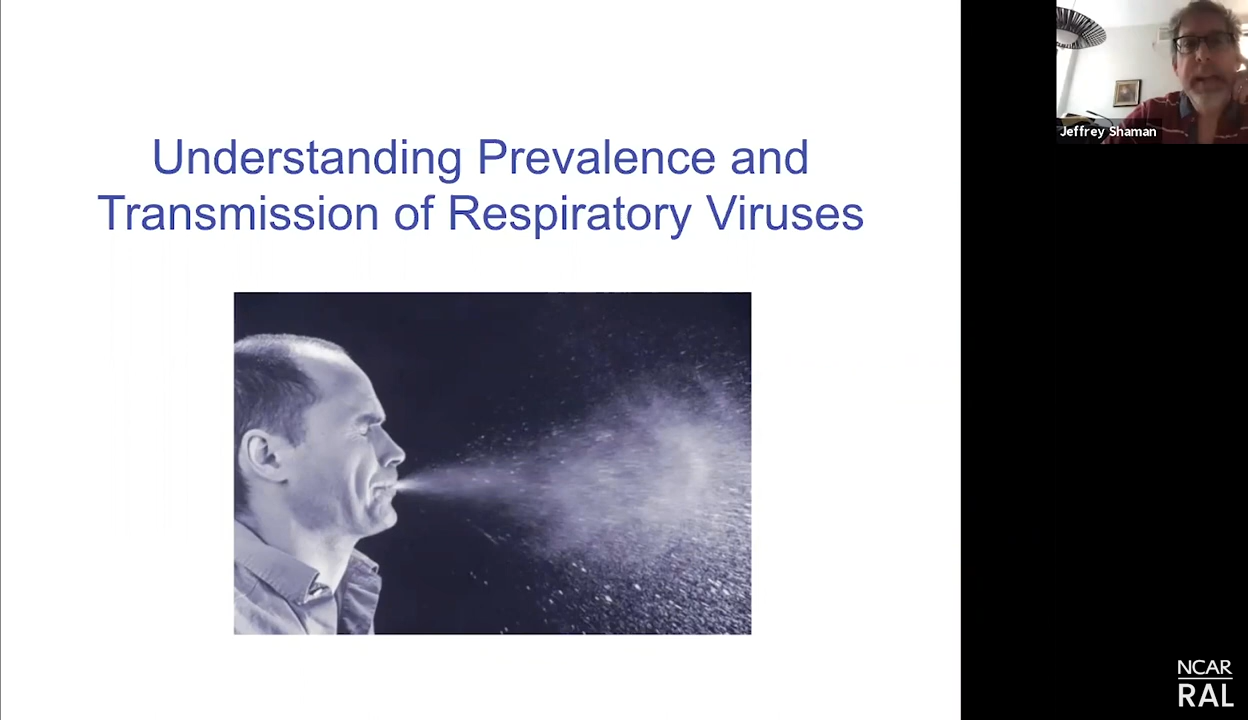 Understanding Prevalence and
Transmission of Respiratory Viruses
Jeffrey Shaman
NCAR
RAL